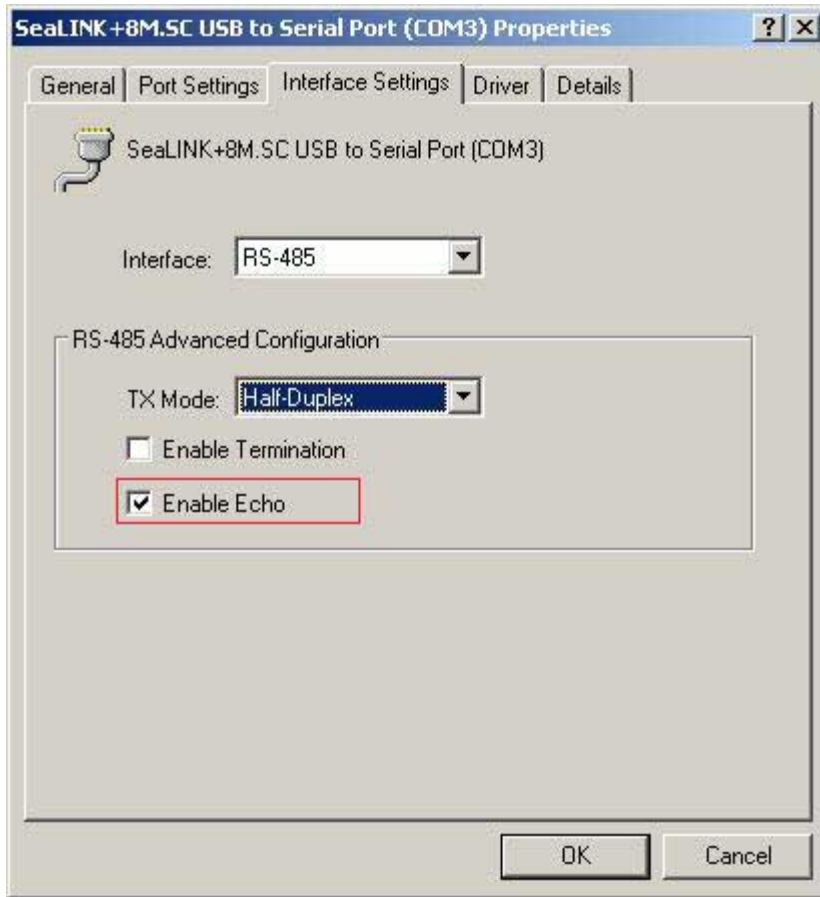 SeaLINK+8M.SC USB to Serial Port (COM3) Properties
General Port Settings Interface Settings Driver Details
SeaLINK+8M.SC USB to Serial Port (COM3)
Interface: RS-485
RS-485 Advanced Configuration
TX Mode: Half-Duplex
Enable Termination
Enable Echo
OK Cancel